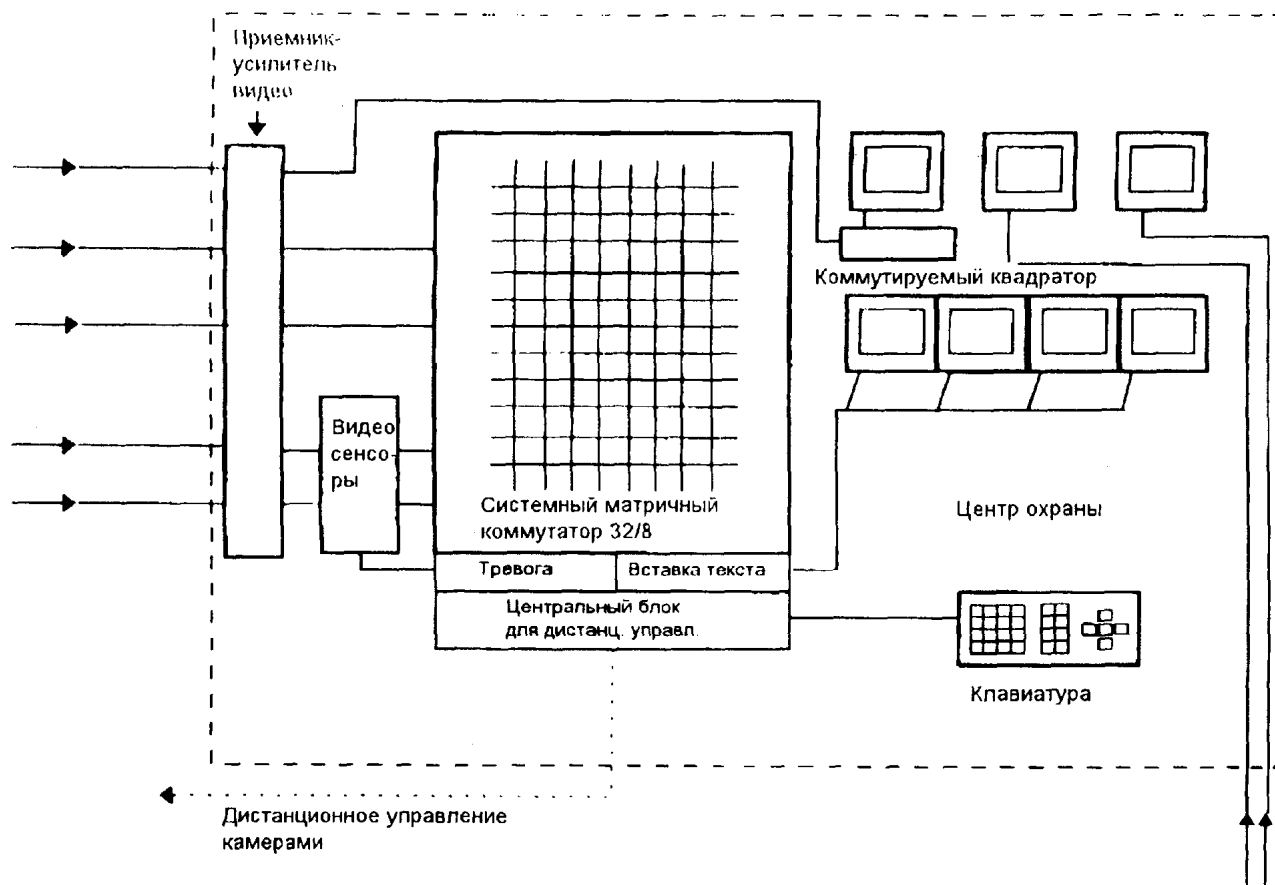 Приемник-
усилитель
видео
Коммутируемый квадратор
Видео
сенсо-
ры
Системный матричный
коммутатор 32/8
Центр охраны
Тревога
Вставка текста
Центральный блок
для дистанц. управл.
Клавиатура
Дистанционное управление
камерами